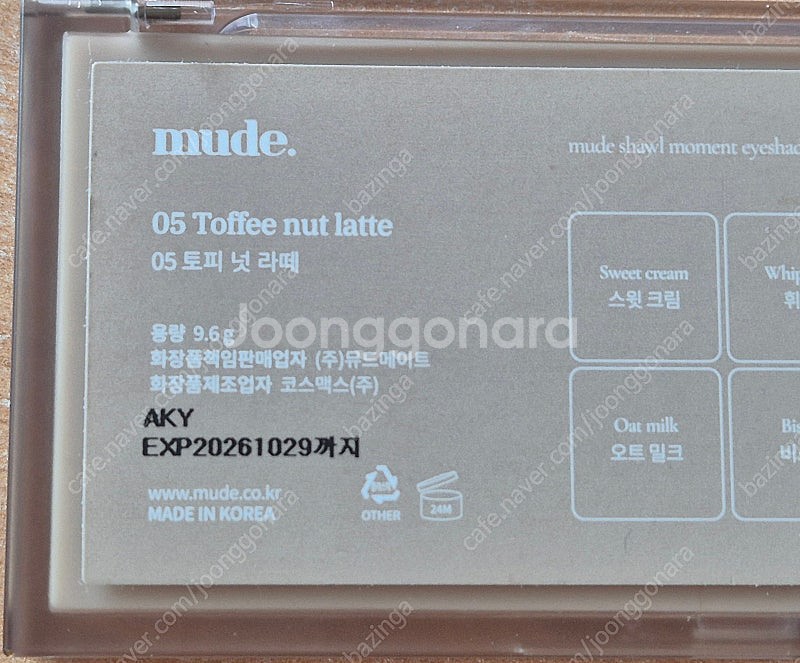 mude.
mude shawl moment
05 Toffee nut latte
05 토피 넛 라떼
Sweet cream
스윗 크림
용량 9.6g
화장품책임판매업자 (주)뮤드메이트
화장품제조업자 코스맥스(주)
AKY
EXP20261029까지
Oat milk
오트 밀크
www.mude.co.kr
MADE IN KOREA
OTHER
24M
Joonggonara
cafe.naver.com/joonggonara
bazinga